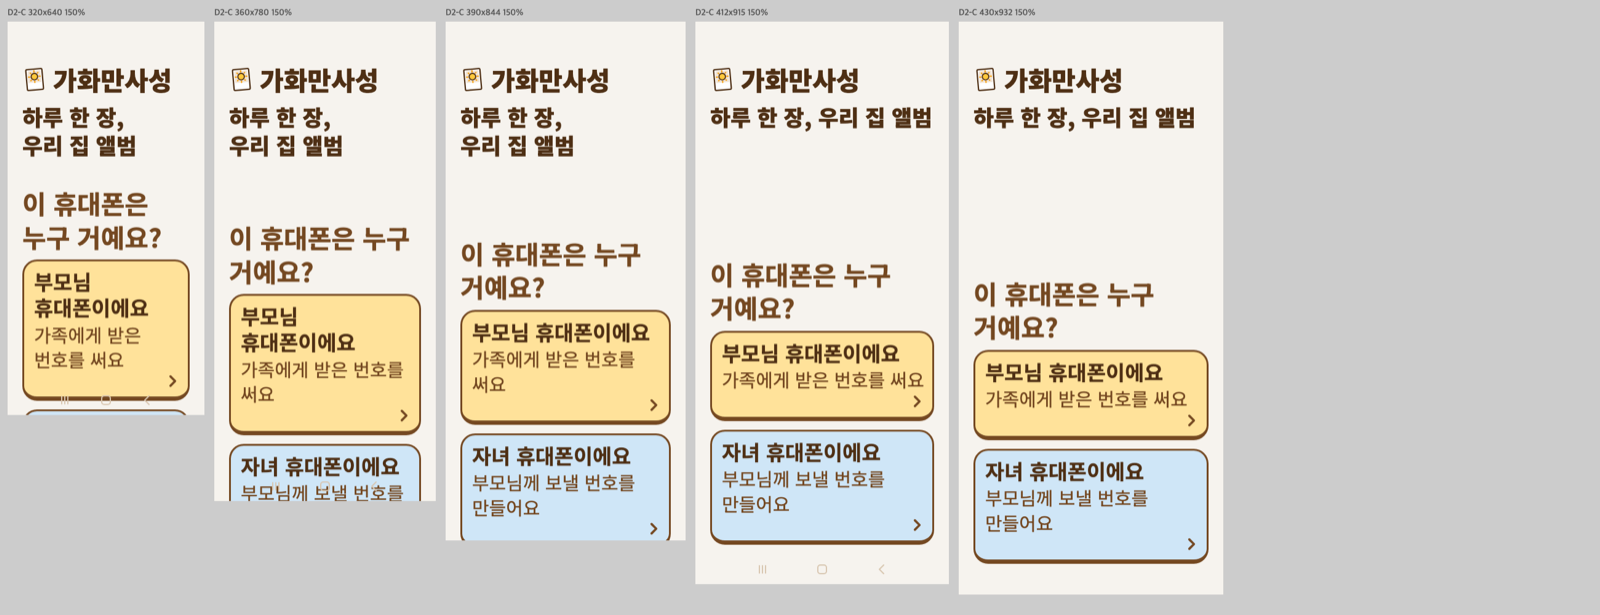 D2-C 320x640 150%
가화만사성
하루 한 장,
우리 집 앨범
이 휴대폰은
누구 거예요?
부모님
휴대폰이에요
가족에게 받은
번호를 써요
D2-C 360x780 150%
가화만사성
하루 한 장,
우리 집 앨범
이 휴대폰은 누구
거예요?
부모님
휴대폰이에요
가족에게 받은 번호를
써요
자녀 휴대폰이에요
부모님께 보낼 번호를
D2-C 390x844 150%
가화만사성
하루 한 장,
우리 집 앨범
이 휴대폰은 누구
거예요?
부모님 휴대폰이에요
가족에게 받은 번호를
써요
자녀 휴대폰이에요
부모님께 보낼 번호를
만들어요
D2-C 412x915 150%
가화만사성
하루 한 장, 우리 집 앨범
이 휴대폰은 누구
거예요?
부모님 휴대폰이에요
가족에게 받은 번호를 써요
자녀 휴대폰이에요
부모님께 보낼 번호를
만들어요
D2-C 430x932 150%
가화만사성
하루 한 장, 우리 집 앨범
이 휴대폰은 누구
거예요?
부모님 휴대폰이에요
가족에게 받은 번호를 써요
자녀 휴대폰이에요
부모님께 보낼 번호를
만들어요